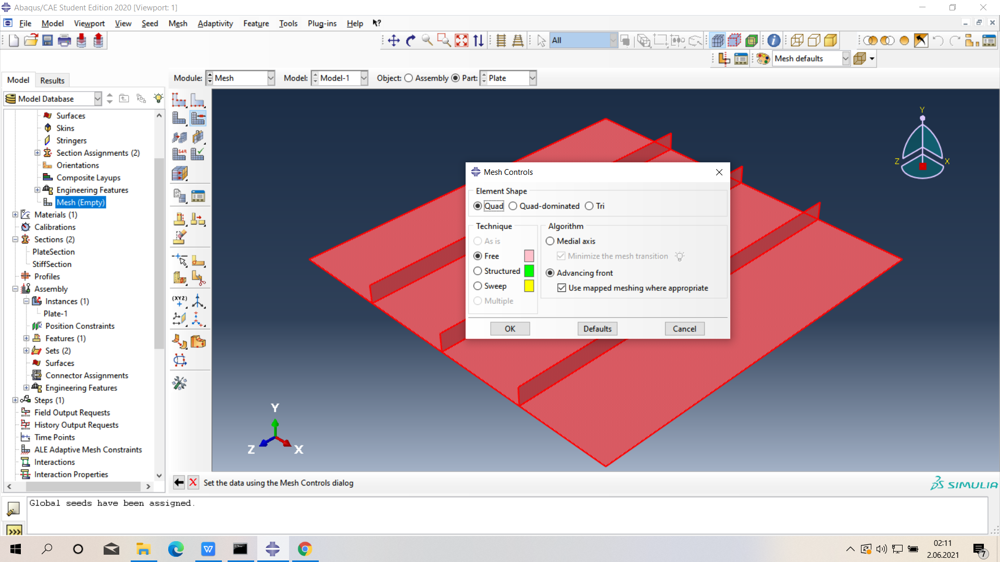 Abaqus/CAE Student Edition 2020 [Viewport: 1]
File Model Viewport View Seed Mesh Adaptivity Feature Tools Plug-ins Help
All
Mesh defaults
Model Results
Module: Mesh Model: Model-1 Object: Assembly Part: Plate
Model Database
Surfaces
Skins
Stringers
Section Assignments (2)
Orientations
Composite Layups
Engineering Features
Mesh (Empty)
Materials (1)
Calibrations
Sections (2)
PlateSection
StiffSection
Profiles
Assembly
Instances (1)
Plate-1
Position Constraints
Features (1)
Sets (2)
Surfaces
Connector Assignments
Engineering Features
Steps (1)
Field Output Requests
History Output Requests
Time Points
ALE Adaptive Mesh Constraints
Interactions
Interaction Properties
S4R
(XYZ)
Y
Z X
Mesh Controls
Element Shape
Quad Quad-dominated Tri
Technique
As is
Free
Structured
Sweep
Multiple
Algorithm
Medial axis
Minimize the mesh transition
Advancing front
Use mapped meshing where appropriate
OK Defaults Cancel
Y
Z X
Set the data using the Mesh Controls dialog
SIMULIA
Global seeds have been assigned.
>>>
W
02:11
2.06.2021
7